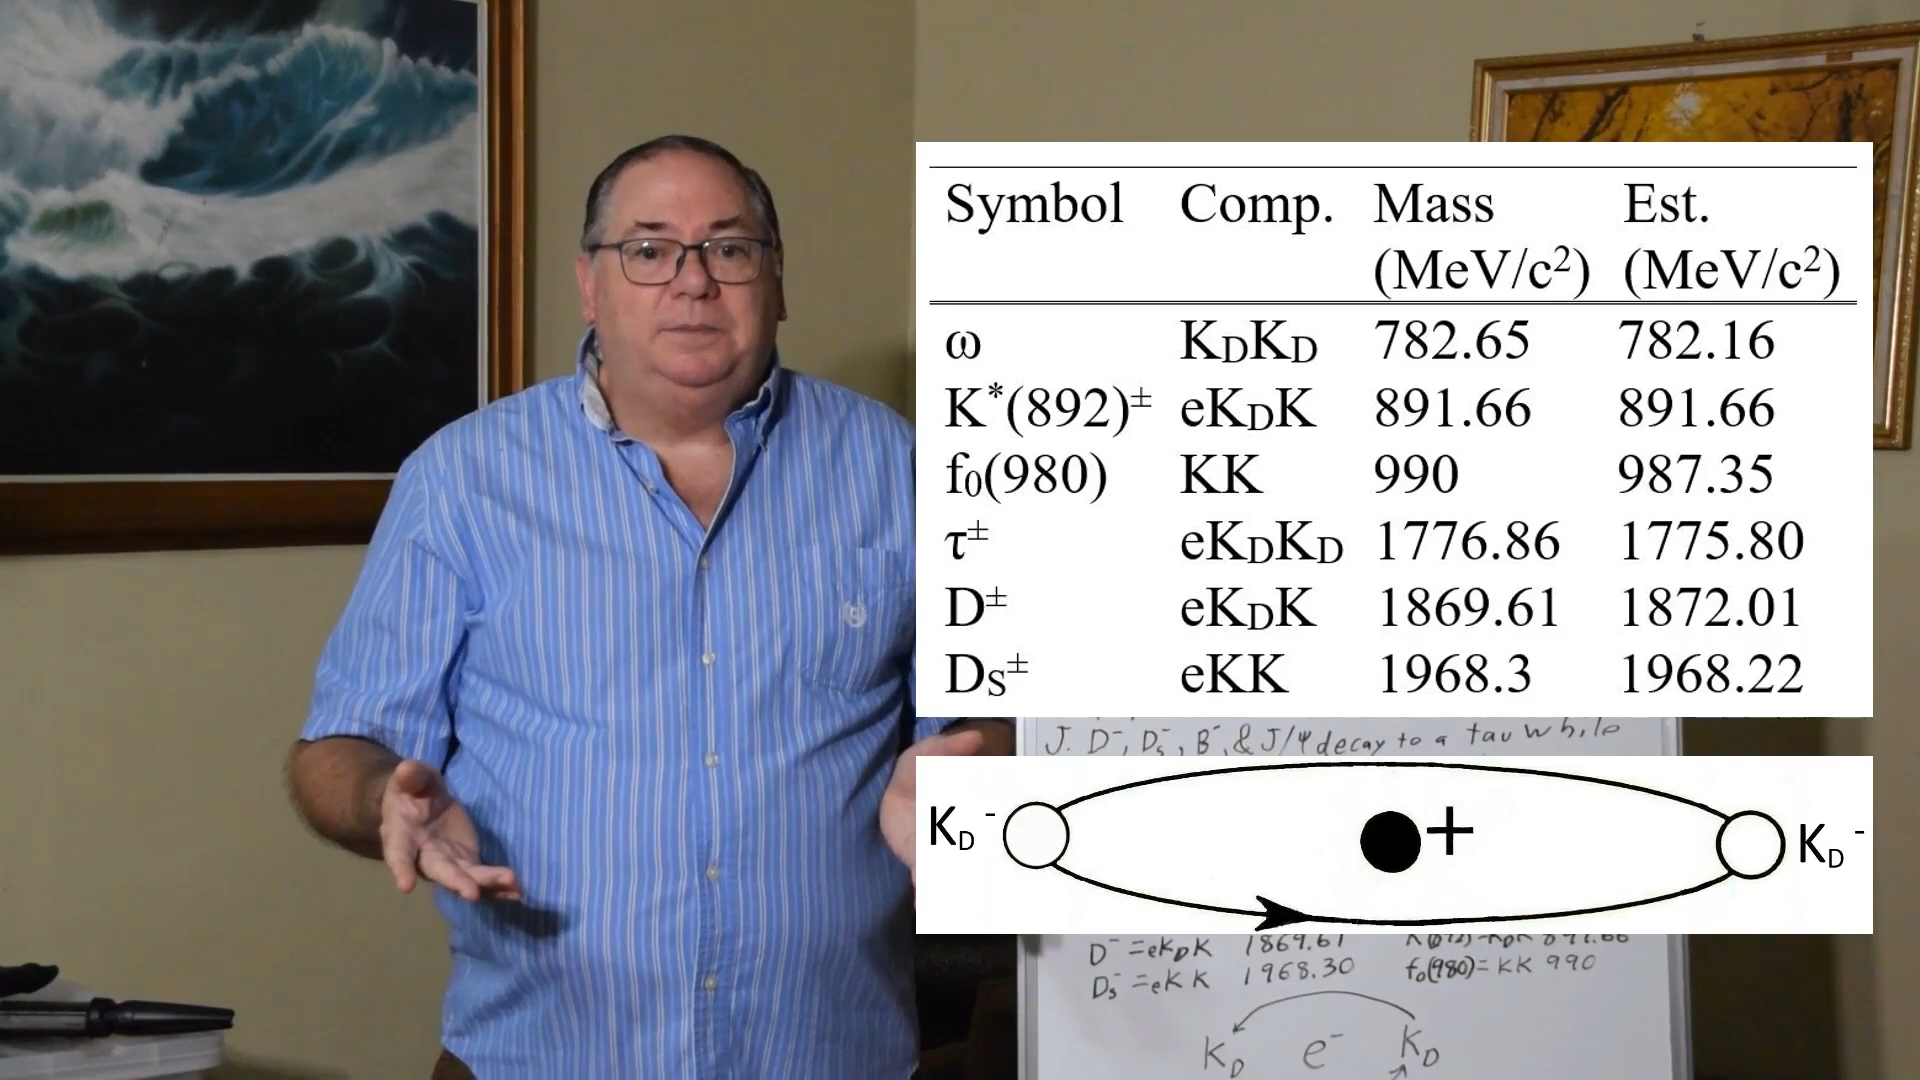 Symbol Comp. Mass (MeV/c²) Est. (MeV/c²)
ω KDKD 782.65 782.16
K*(892)± eKDK 891.66 891.66
f0(980) KK 990 987.35
τ± eKDKD 1776.86 1775.80
D± eKDK 1869.61 1872.01
Ds± eKK 1968.3 1968.22
J. D⁻, Ds⁻, B⁻, & J/Ψ decay to a tau while
KD - + KD -
D⁻ = eKDK 1869.61
Ds⁻ = eKK 1968.30 f0(980) = KK 990
KD e⁻ KD